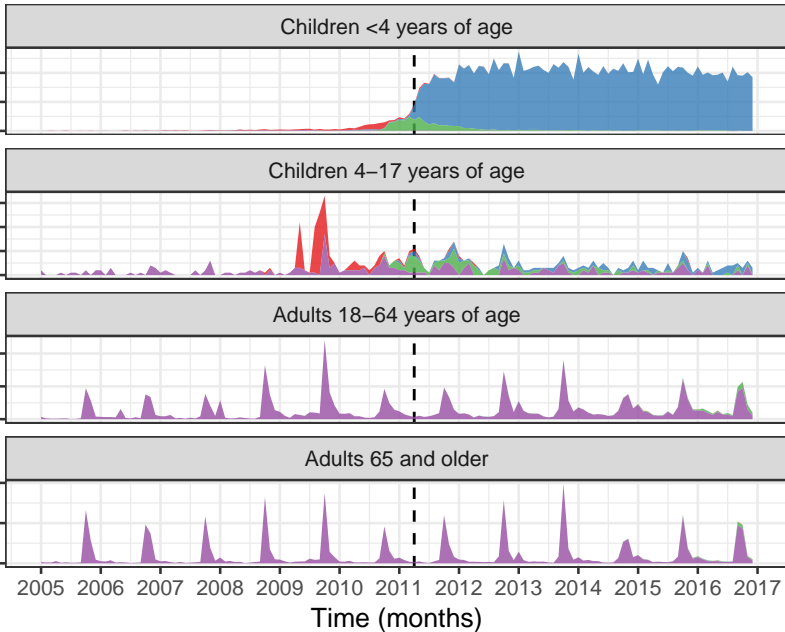 Children <4 years of age
Children 4–17 years of age
Adults 18–64 years of age
Adults 65 and older
2005 2006 2007 2008 2009 2010 2011 2012 2013 2014 2015 2016 2017
Time (months)